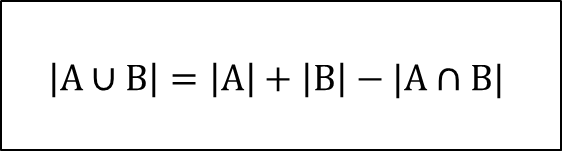 |A ∪ B| = |A| + |B| − |A ∩ B|